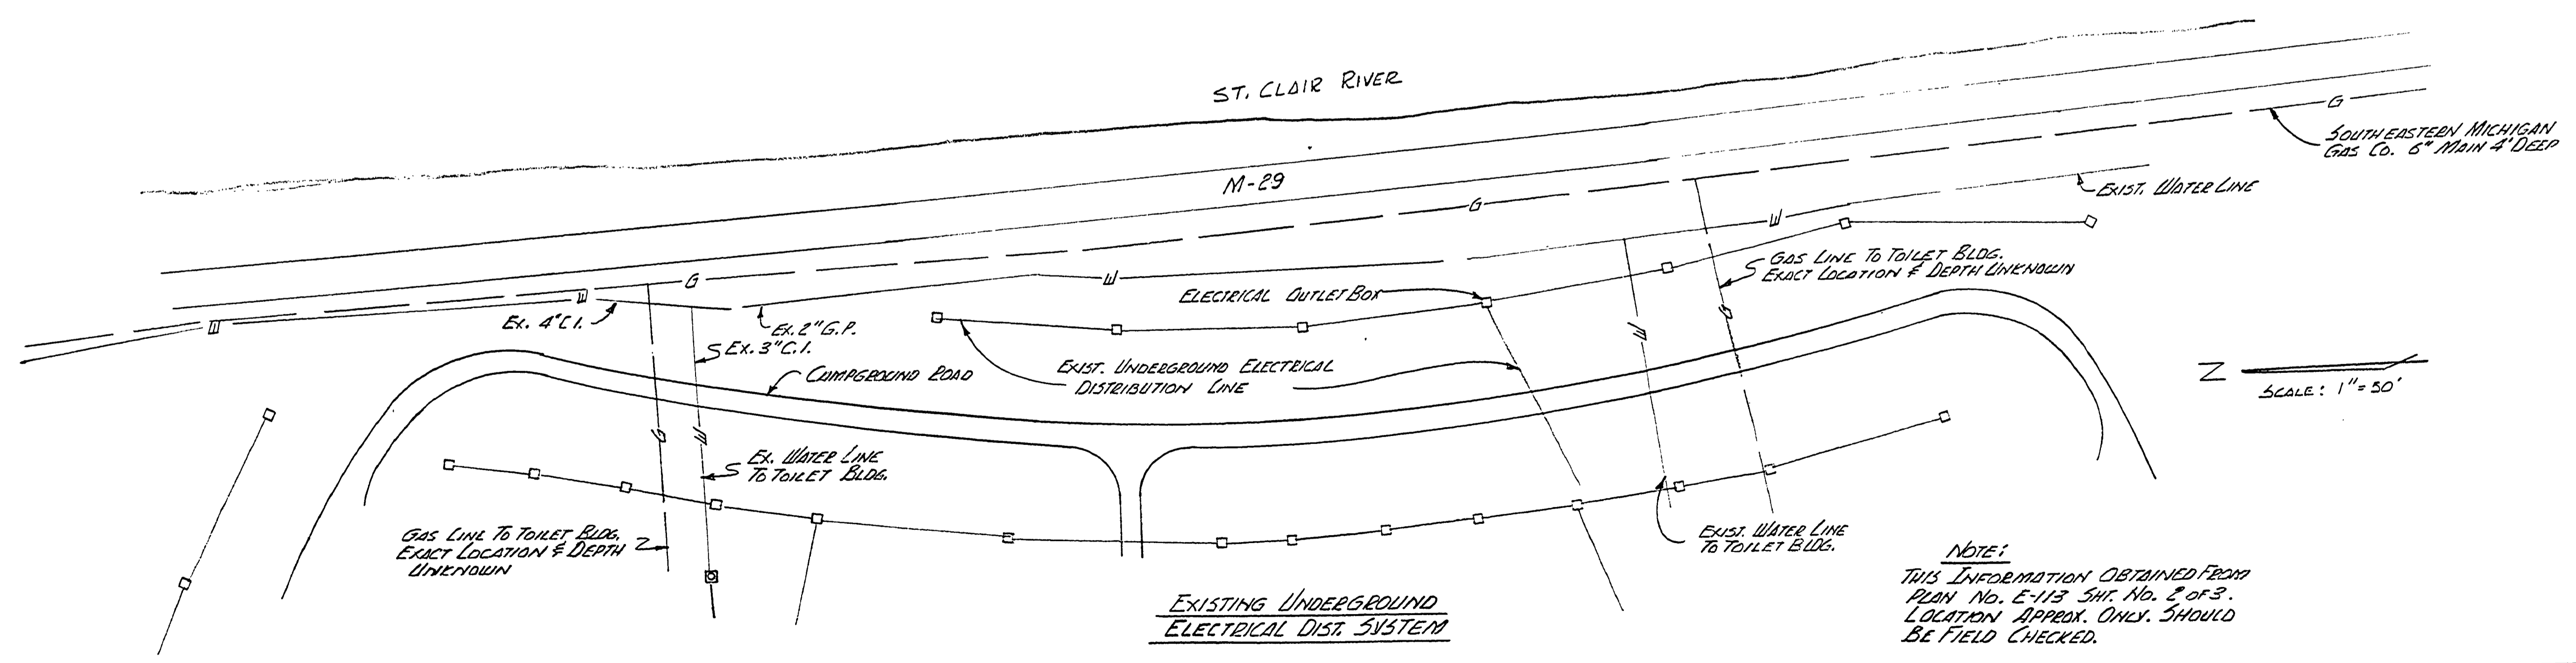 ST. CLAIR RIVER
M-29
G
SOUTHEASTERN MICHIGAN
GAS CO. 6" MAIN 4' DEEP
EXIST. WATER LINE
G
W
GAS LINE TO TOILET BLDG.
EXACT LOCATION & DEPTH UNKNOWN
G
W
W
G
W
W
EX. 4" C.I.
EX. 2" G.P.
EX. 3" C.I.
ELECTRICAL OUTLET BOX
EXIST. UNDERGROUND ELECTRICAL
DISTRIBUTION LINE
CAMPGROUND ROAD
N
SCALE: 1" = 50'
G
W
EX. WATER LINE
TO TOILET BLDG.
GAS LINE TO TOILET BLDG.
EXACT LOCATION & DEPTH
UNKNOWN
EXIST. WATER LINE
TO TOILET BLDG.
EXISTING UNDERGROUND
ELECTRICAL DIST. SYSTEM
NOTE:
THIS INFORMATION OBTAINED FROM
PLAN NO. E-113 SHT. NO. 2 OF 3.
LOCATION APPROX. ONLY. SHOULD
BE FIELD CHECKED.